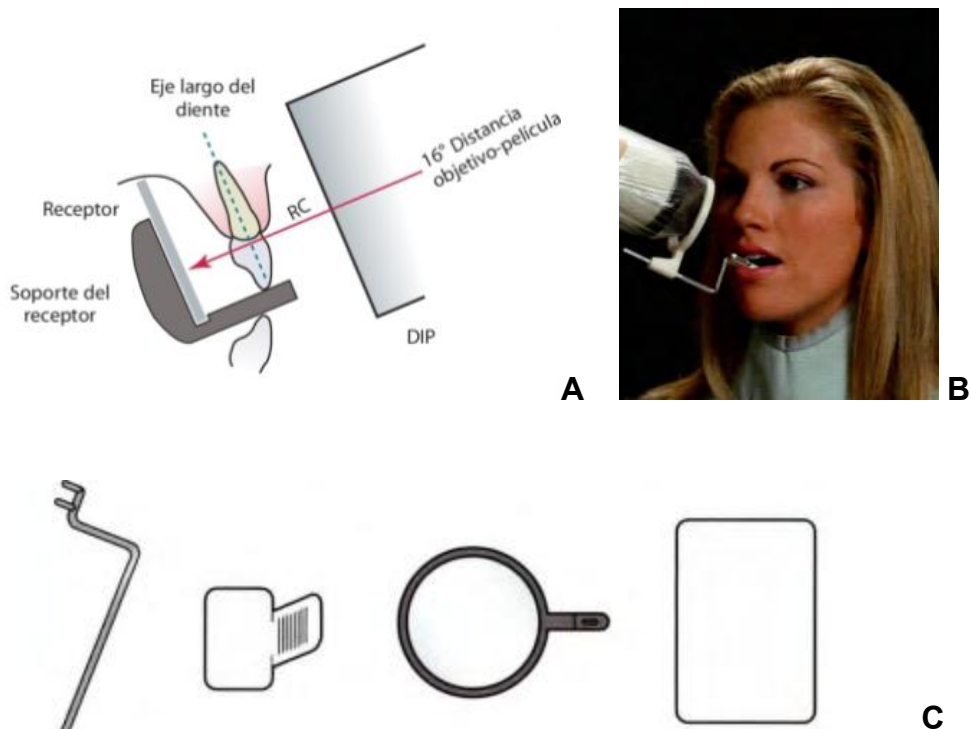 Eje largo del
diente
16° Distancia
objetivo-película
RC
Receptor
Soporte del
receptor
DIP
A
B
C